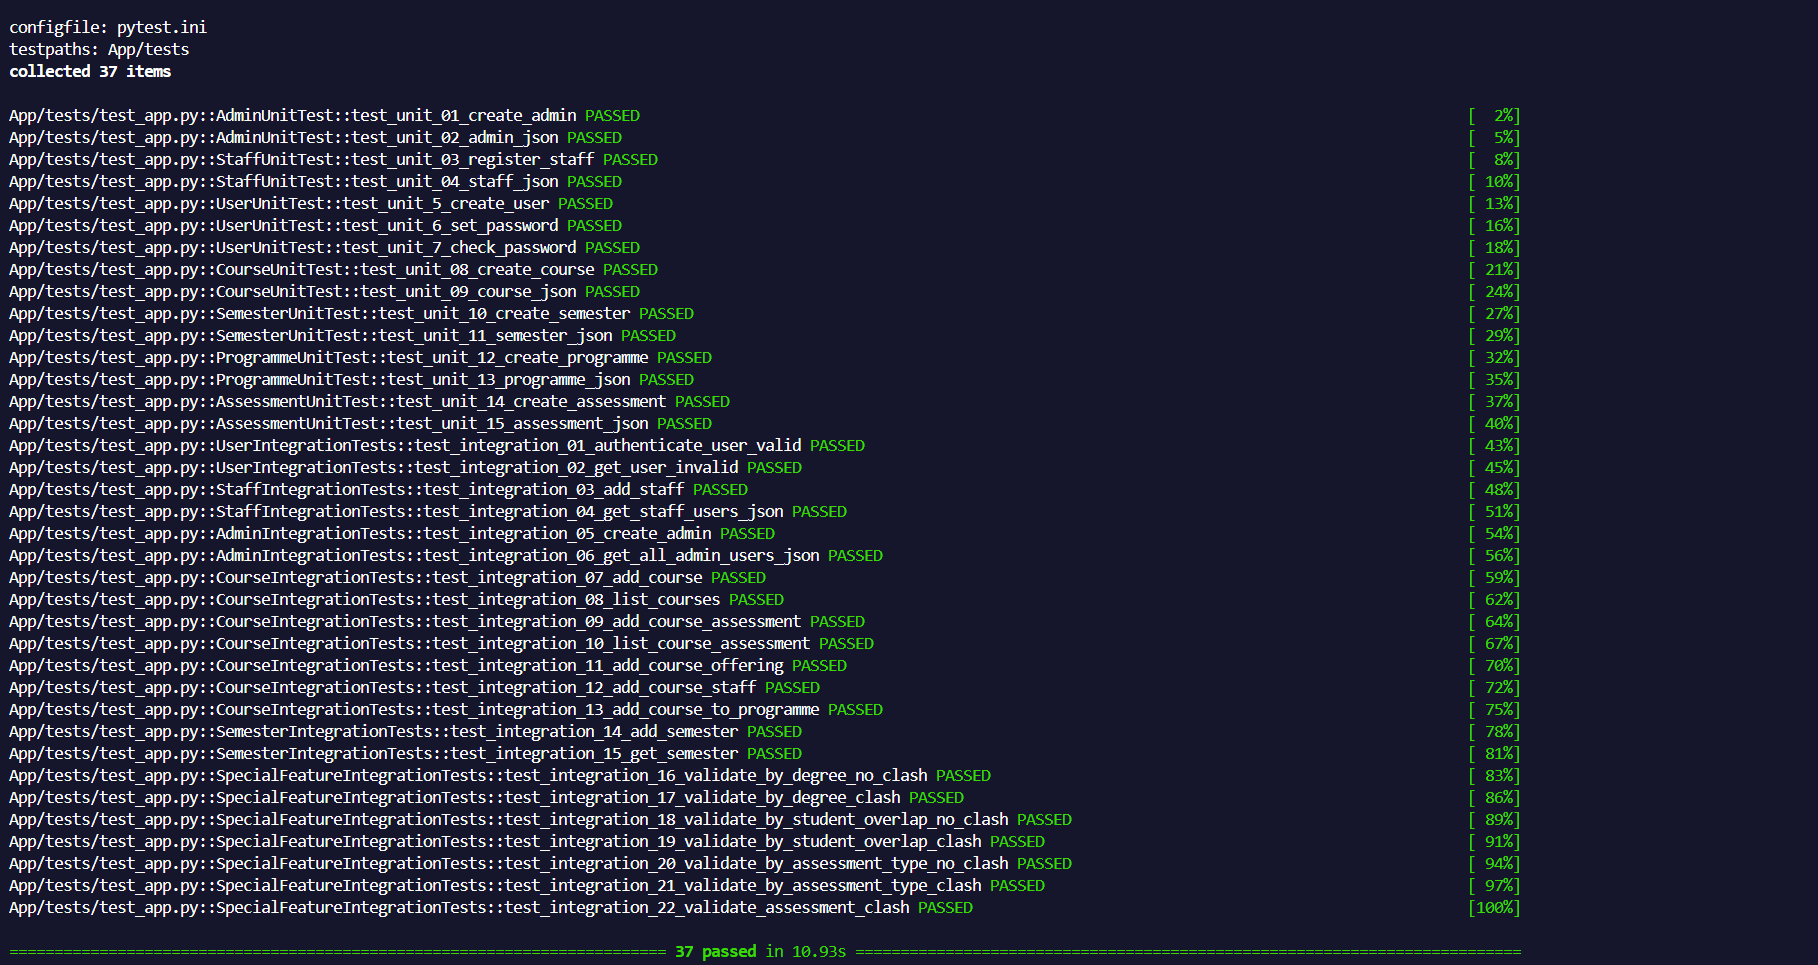 configfile: pytest.ini
testpaths: App/tests
collected 37 items
App/tests/test_app.py::AdminUnitTest::test_unit_01_create_admin PASSED [  2%]
App/tests/test_app.py::AdminUnitTest::test_unit_02_admin_json PASSED [  5%]
App/tests/test_app.py::StaffUnitTest::test_unit_03_register_staff PASSED [  8%]
App/tests/test_app.py::StaffUnitTest::test_unit_04_staff_json PASSED [ 10%]
App/tests/test_app.py::UserUnitTest::test_unit_5_create_user PASSED [ 13%]
App/tests/test_app.py::UserUnitTest::test_unit_6_set_password PASSED [ 16%]
App/tests/test_app.py::UserUnitTest::test_unit_7_check_password PASSED [ 18%]
App/tests/test_app.py::CourseUnitTest::test_unit_08_create_course PASSED [ 21%]
App/tests/test_app.py::CourseUnitTest::test_unit_09_course_json PASSED [ 24%]
App/tests/test_app.py::SemesterUnitTest::test_unit_10_create_semester PASSED [ 27%]
App/tests/test_app.py::SemesterUnitTest::test_unit_11_semester_json PASSED [ 29%]
App/tests/test_app.py::ProgrammeUnitTest::test_unit_12_create_programme PASSED [ 32%]
App/tests/test_app.py::ProgrammeUnitTest::test_unit_13_programme_json PASSED [ 35%]
App/tests/test_app.py::AssessmentUnitTest::test_unit_14_create_assessment PASSED [ 37%]
App/tests/test_app.py::AssessmentUnitTest::test_unit_15_assessment_json PASSED [ 40%]
App/tests/test_app.py::UserIntegrationTests::test_integration_01_authenticate_user_valid PASSED [ 43%]
App/tests/test_app.py::UserIntegrationTests::test_integration_02_get_user_invalid PASSED [ 45%]
App/tests/test_app.py::StaffIntegrationTests::test_integration_03_add_staff PASSED [ 48%]
App/tests/test_app.py::StaffIntegrationTests::test_integration_04_get_staff_users_json PASSED [ 51%]
App/tests/test_app.py::AdminIntegrationTests::test_integration_05_create_admin PASSED [ 54%]
App/tests/test_app.py::AdminIntegrationTests::test_integration_06_get_all_admin_users_json PASSED [ 56%]
App/tests/test_app.py::CourseIntegrationTests::test_integration_07_add_course PASSED [ 59%]
App/tests/test_app.py::CourseIntegrationTests::test_integration_08_list_courses PASSED [ 62%]
App/tests/test_app.py::CourseIntegrationTests::test_integration_09_add_course_assessment PASSED [ 64%]
App/tests/test_app.py::CourseIntegrationTests::test_integration_10_list_course_assessment PASSED [ 67%]
App/tests/test_app.py::CourseIntegrationTests::test_integration_11_add_course_offering PASSED [ 70%]
App/tests/test_app.py::CourseIntegrationTests::test_integration_12_add_course_staff PASSED [ 72%]
App/tests/test_app.py::CourseIntegrationTests::test_integration_13_add_course_to_programme PASSED [ 75%]
App/tests/test_app.py::SemesterIntegrationTests::test_integration_14_add_semester PASSED [ 78%]
App/tests/test_app.py::SemesterIntegrationTests::test_integration_15_get_semester PASSED [ 81%]
App/tests/test_app.py::SpecialFeatureIntegrationTests::test_integration_16_validate_by_degree_no_clash PASSED [ 83%]
App/tests/test_app.py::SpecialFeatureIntegrationTests::test_integration_17_validate_by_degree_clash PASSED [ 86%]
App/tests/test_app.py::SpecialFeatureIntegrationTests::test_integration_18_validate_by_student_overlap_no_clash PASSED [ 89%]
App/tests/test_app.py::SpecialFeatureIntegrationTests::test_integration_19_validate_by_student_overlap_clash PASSED [ 91%]
App/tests/test_app.py::SpecialFeatureIntegrationTests::test_integration_20_validate_by_assessment_type_no_clash PASSED [ 94%]
App/tests/test_app.py::SpecialFeatureIntegrationTests::test_integration_21_validate_by_assessment_type_clash PASSED [ 97%]
App/tests/test_app.py::SpecialFeatureIntegrationTests::test_integration_22_validate_assessment_clash PASSED [100%]
========================================================================= 37 passed in 10.93s ==========================================================================